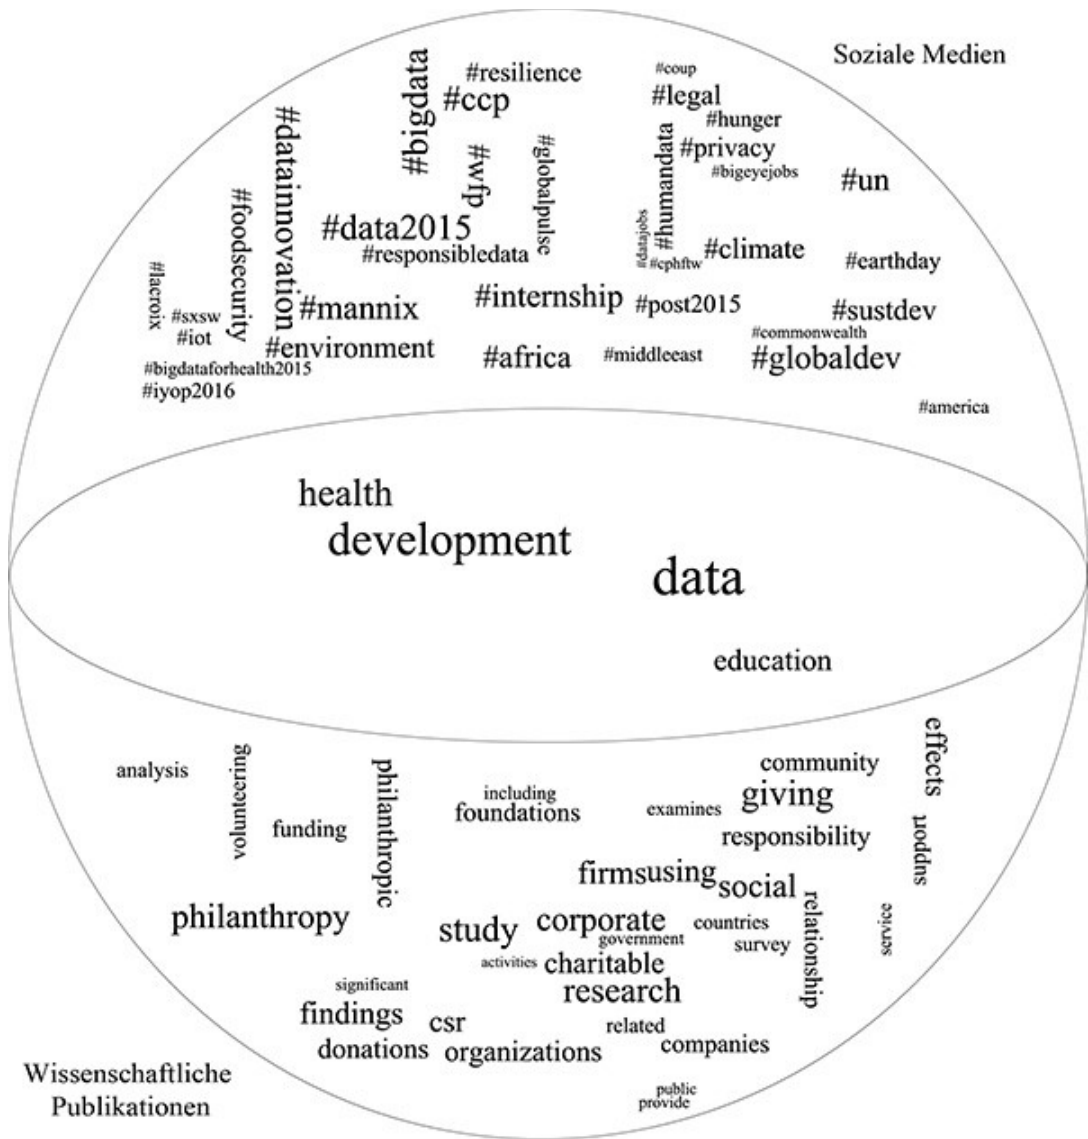 Soziale Medien
#bigdata
#resilience
#ccp
#coup
#legal
#hunger
#datainnovation
#wfp
#globalpulse
#humandata
#privacy
#bigeyejobs
#un
#foodsecurity
#data2015
#responsibledata
#datajobs
#cphftw
#climate
#earthday
#lacroix
#sxsw
#iot
#mannix
#internship
#post2015
#sustdev
#environment
#africa
#middleeast
#commonwealth
#globaldev
#bigdataforhealth2015
#iyop2016
#america
health
development
data
education
effects
analysis
volunteering
philanthropic
community
including
foundations
examines
giving
funding
responsibility
support
firms
using
social
philanthropy
study
corporate
government
countries
survey
relationship
service
activities
charitable
research
significant
findings
csr
related
donations
organizations
companies
public
provide
Wissenschaftliche
Publikationen